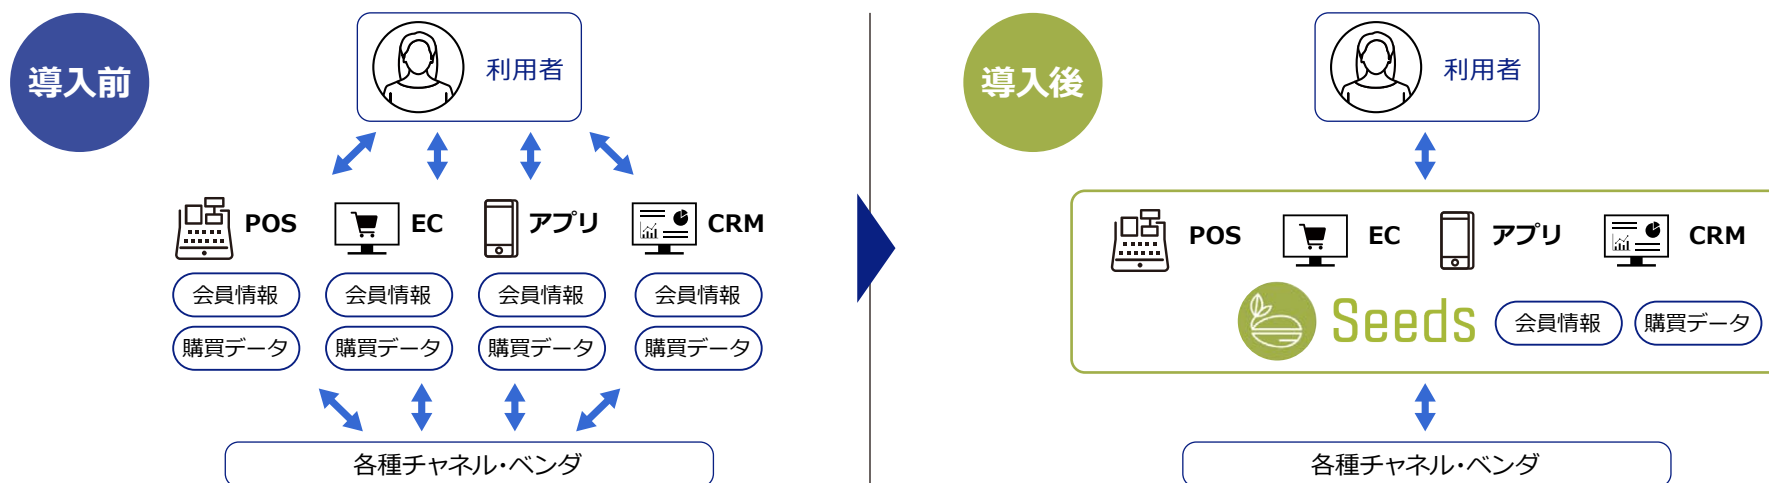 導入前
利用者
POS
EC
アプリ
CRM
会員情報
会員情報
会員情報
会員情報
購買データ
購買データ
購買データ
購買データ
各種チャネル・ベンダ
導入後
利用者
POS
EC
アプリ
CRM
Seeds
会員情報
購買データ
各種チャネル・ベンダ